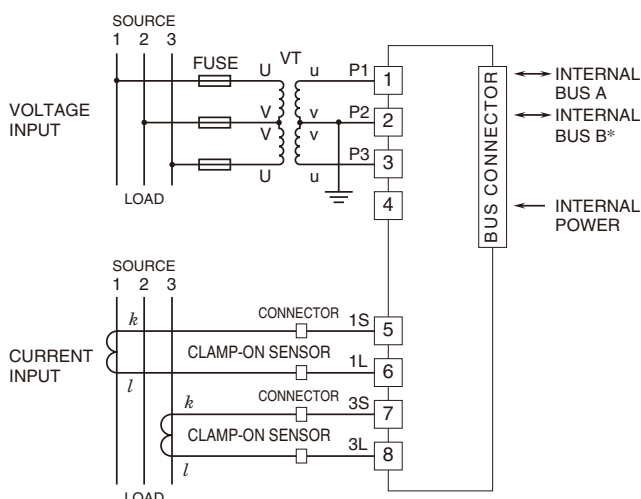 SOURCE
1 2 3
FUSE
VT
U u P1 1
VOLTAGE
INPUT
V v P2 2
V v
U u P3 3
LOAD
4
BUS CONNECTOR
INTERNAL
BUS A
INTERNAL
BUS B*
INTERNAL
POWER
SOURCE
1 2 3
k CONNECTOR 1S 5
CURRENT
INPUT
CLAMP-ON SENSOR
l 1L 6
k CONNECTOR 3S 7
CLAMP-ON SENSOR
l 3L 8
LOAD